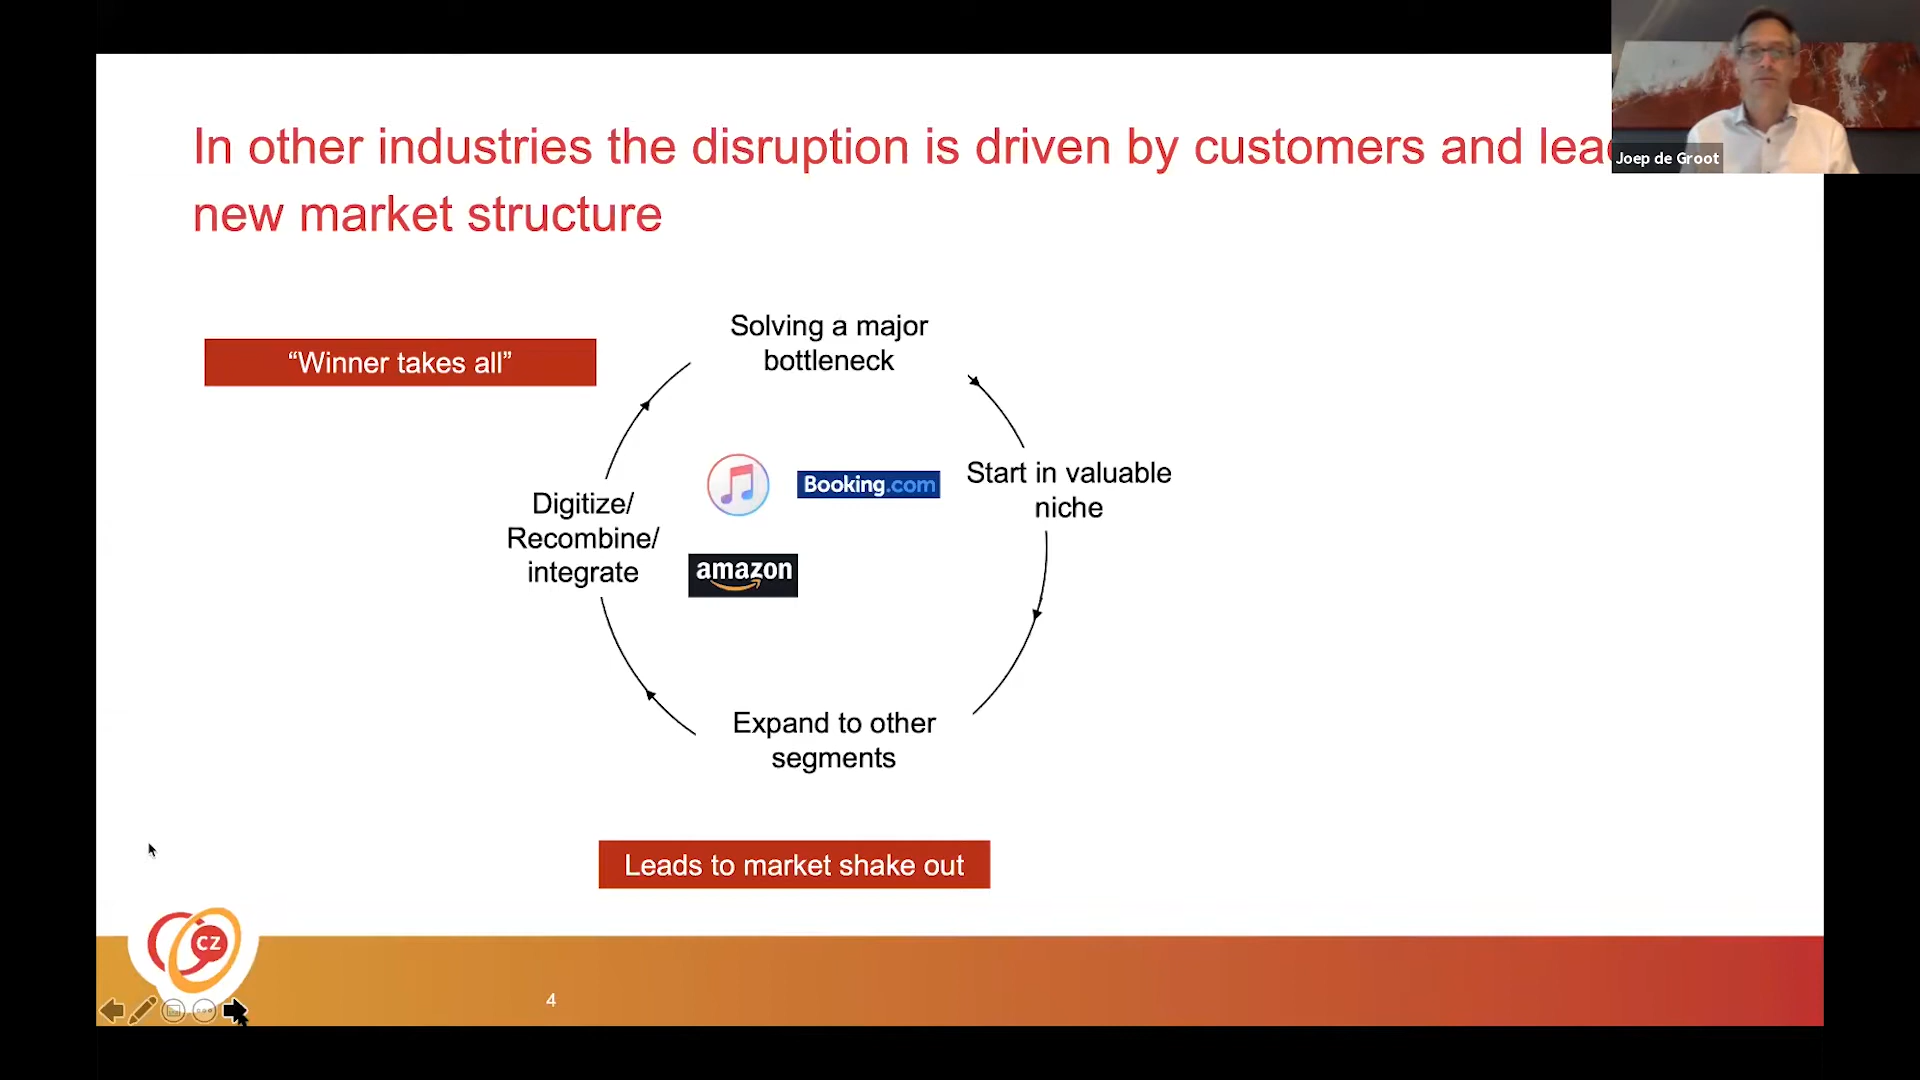 In other industries the disruption is driven by customers and
new market structure
Joep de Groot
Solving a major
bottleneck
“Winner takes all”
Booking.com
Start in valuable
niche
Digitize/
Recombine/
integrate
amazon
Expand to other
segments
Leads to market shake out
CZ
4